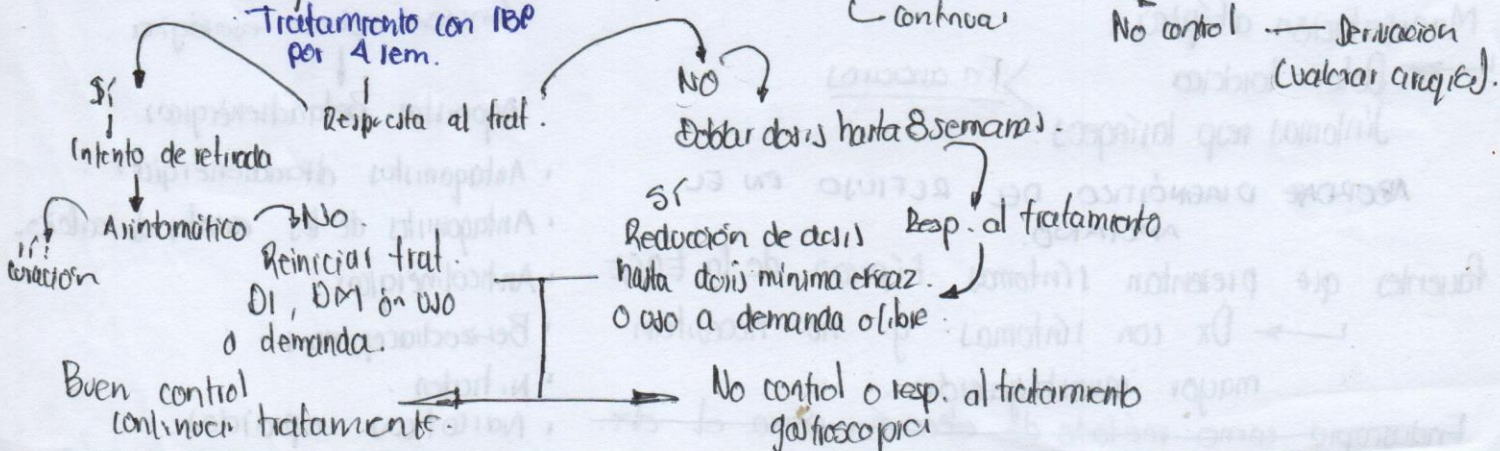 Tratamiento con IBP
por 4 sem.
continuar
No control
Derivación
(valorar cirugía).
Sí
Respuesta al trat.
NO
Intento de retirada
Doblar dosis hasta 8 semanas.
Asintomático
NO
Sí
Sí
Reducción de dosis
Resp. al tratamiento
curación
Reiniciar trat.
hasta dosis mínima eficaz.
DI, DM ón uso
o uso a demanda o libre.
o demanda.
Buen control
continuar tratamiento
No control o resp. al tratamiento
gastroscopia